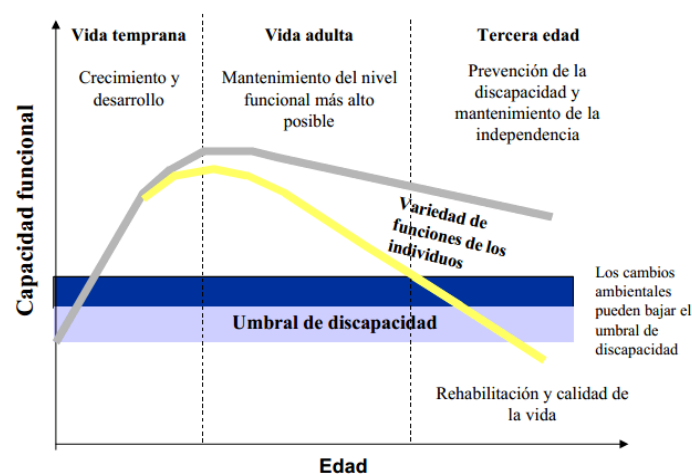 Vida temprana
Crecimiento y
desarrollo
Vida adulta
Mantenimiento del nivel
funcional más alto
posible
Tercera edad
Prevención de la
discapacidad y
mantenimiento de la
independencia
Capacidad funcional
Variedad de
funciones de los
individuos
Umbral de discapacidad
Los cambios
ambientales
pueden bajar el
umbral de
discapacidad
Rehabilitación y calidad de
la vida
Edad